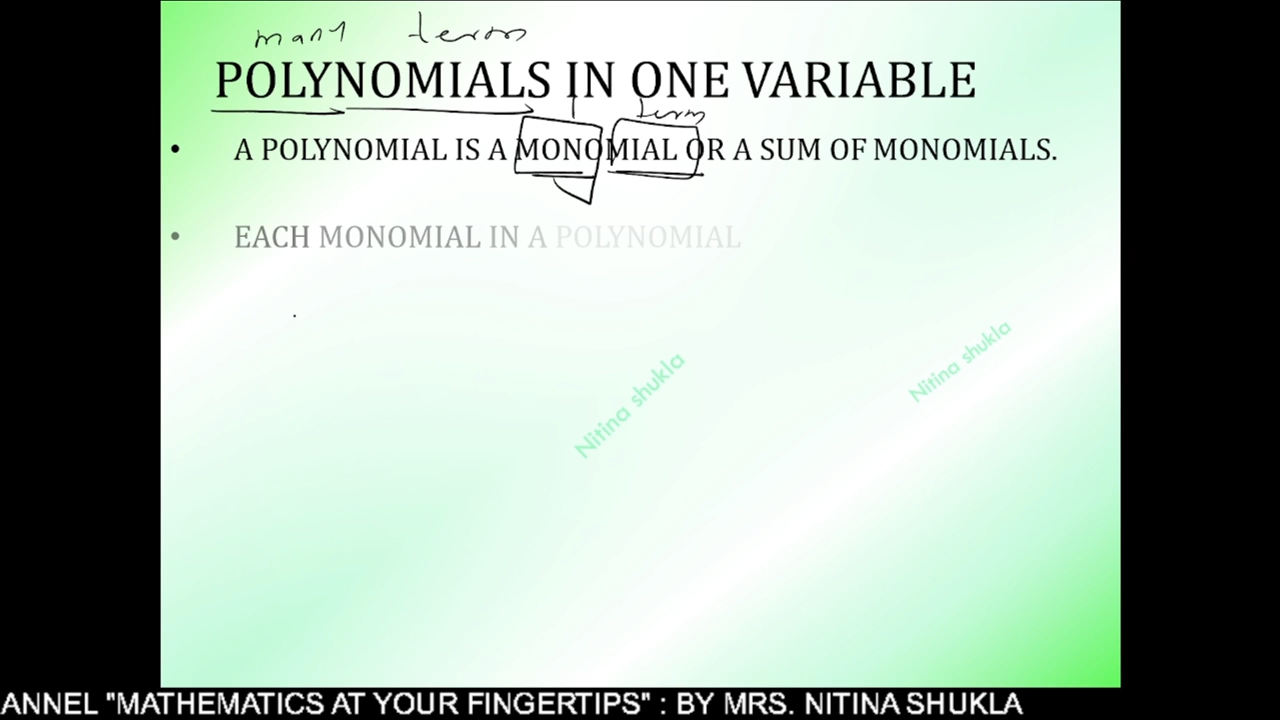 many term
POLYNOMIALS IN ONE VARIABLE
1 term
• A POLYNOMIAL IS A MONOMIAL OR A SUM OF MONOMIALS.
• EACH MONOMIAL IN A POLYNOMIAL
Nitina shukla
Nitina shukla
ANNEL "MATHEMATICS AT YOUR FINGERTIPS" : BY MRS. NITINA SHUKLA